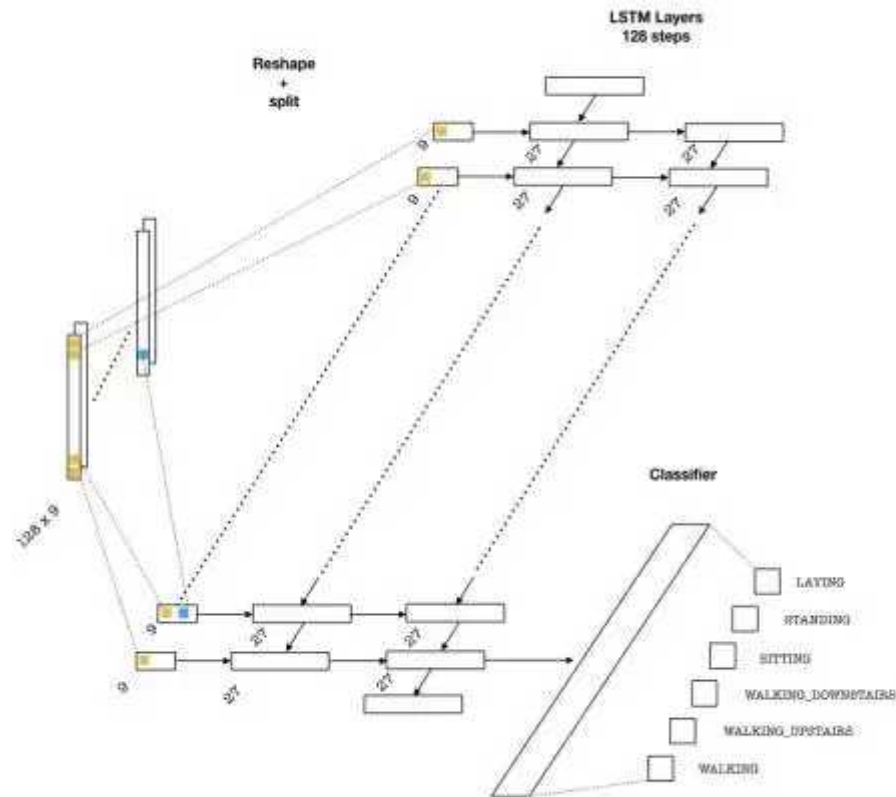 LSTM Layers
128 steps
Reshape
+
split
9
27
27
9
27
27
128 x 9
Classifier
9
27
27
9
27
27
LAYING
STANDING
SITTING
WALKING_DOWNSTAIRS
WALKING_UPSTAIRS
WALKING